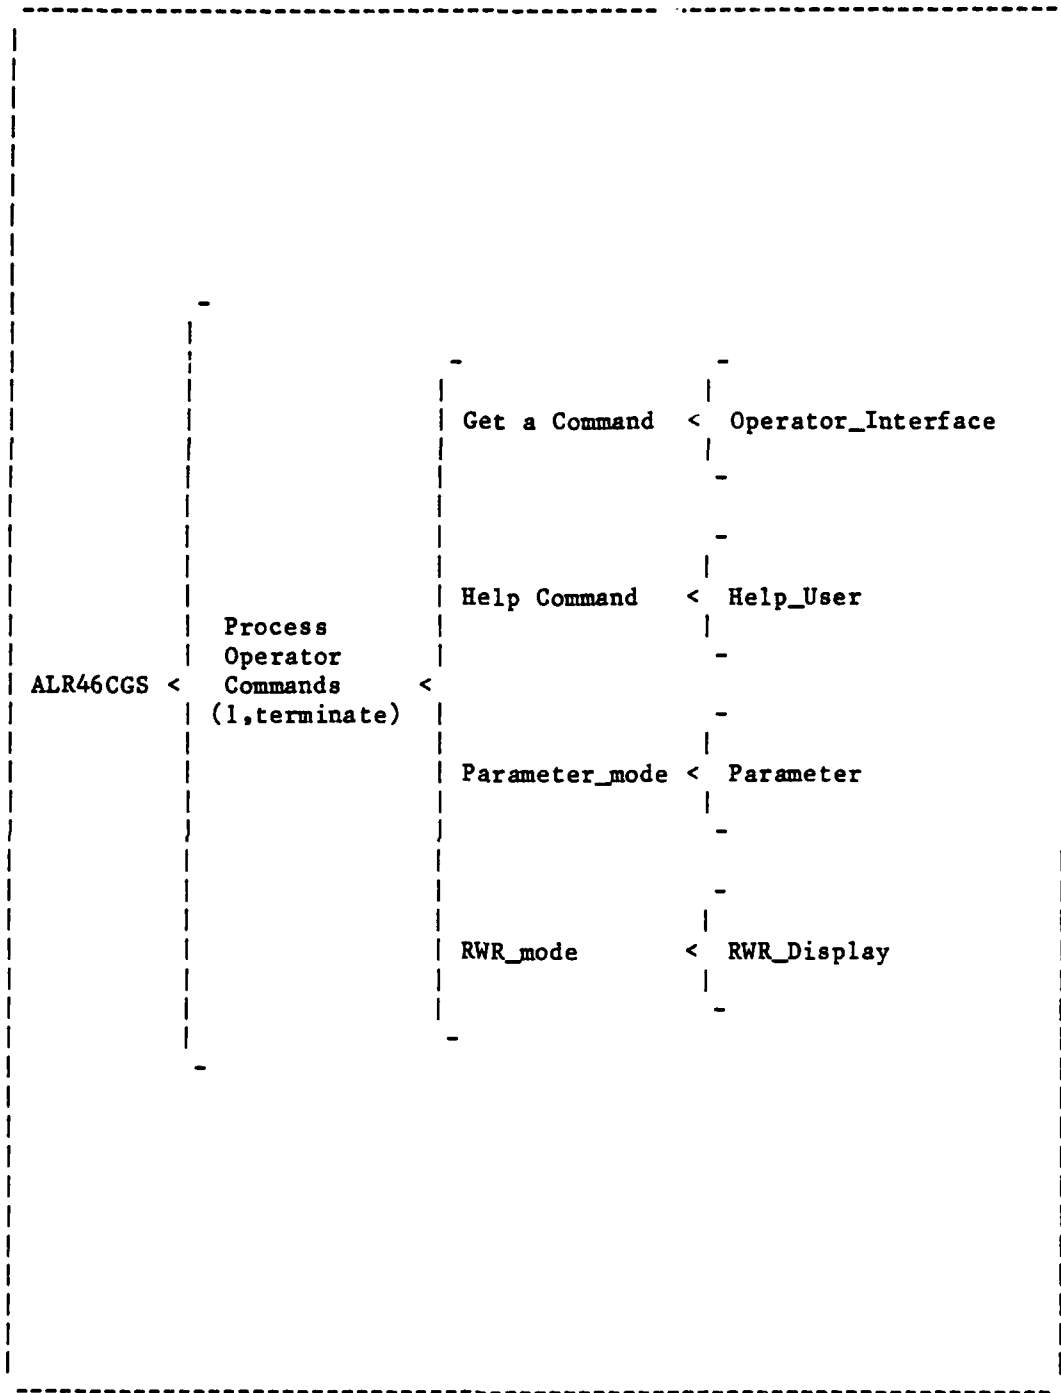 Get a Command < Operator_Interface
Help Command < Help_User
Process
Operator
ALR46CGS < Commands <
(1,terminate)
Parameter_mode < Parameter
RWR_mode < RWR_Display